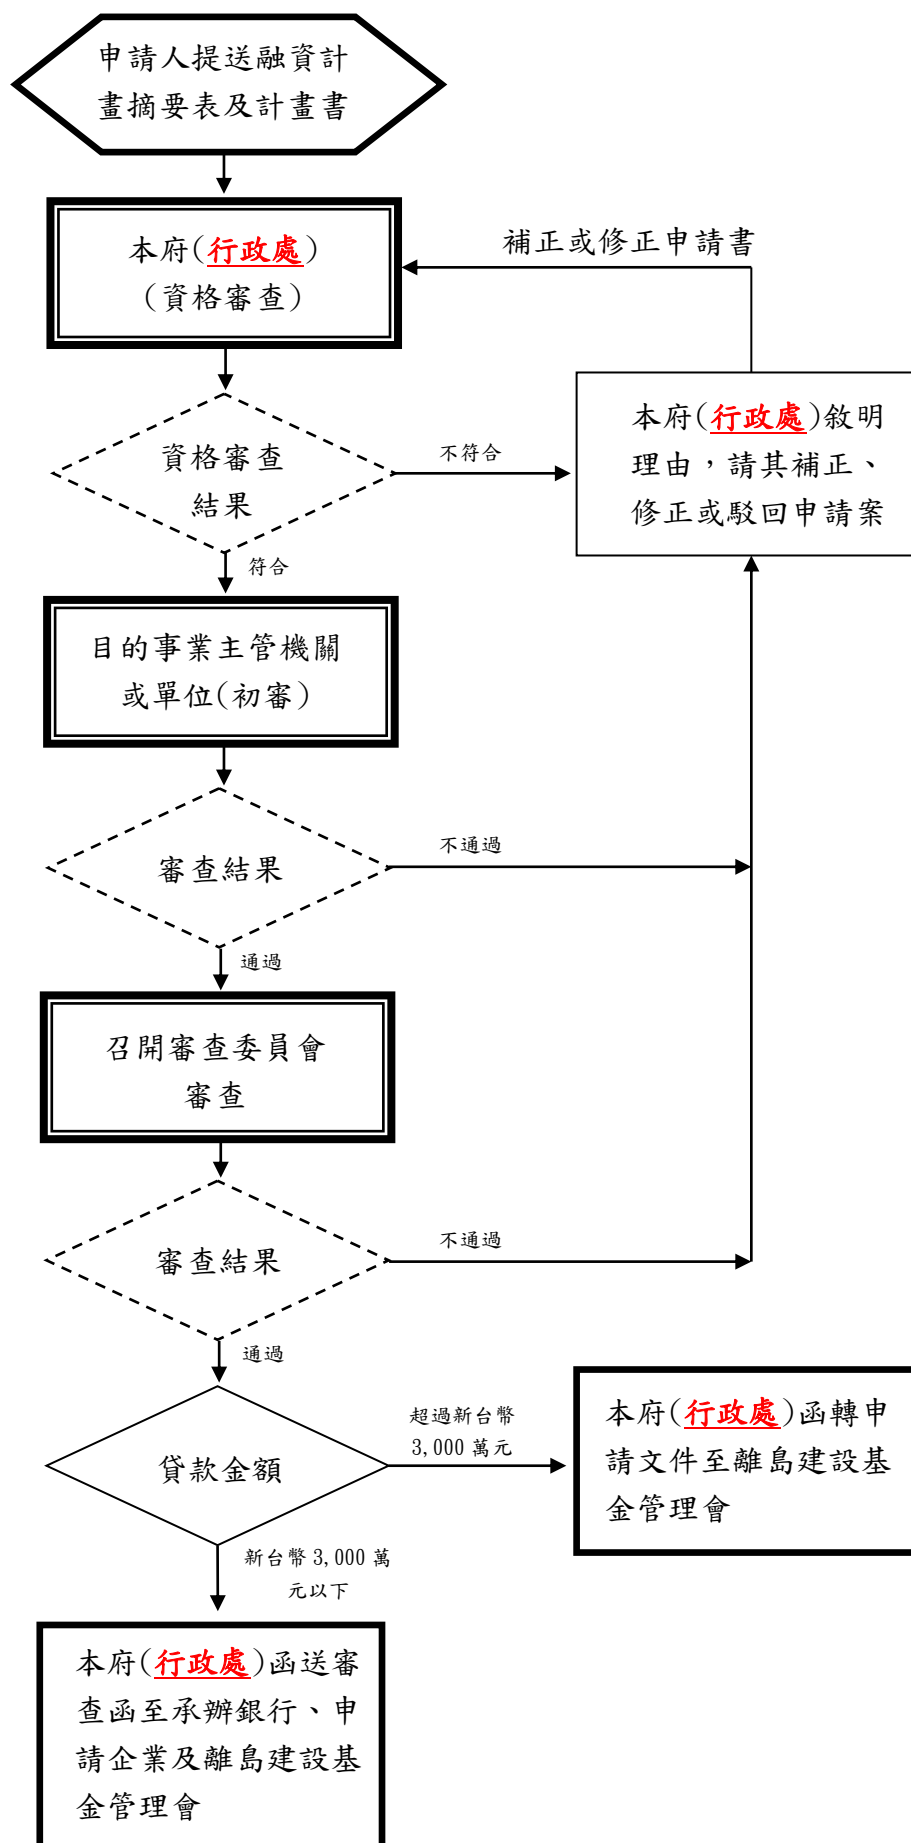 申請人提送融資計
畫摘要表及計畫書
本府(行政處)
(資格審查)
補正或修正申請書
資格審查
結果
不符合
本府(行政處)敘明
理由，請其補正、
修正或駁回申請案
符合
目的事業主管機關
或單位(初審)
審查結果
不通過
通過
召開審查委員會
審查
審查結果
不通過
通過
貸款金額
超過新台幣
3,000 萬元
本府(行政處)函轉申
請文件至離島建設基
金管理會
新台幣 3,000 萬
元以下
本府(行政處)函送審
查函至承辦銀行、申
請企業及離島建設基
金管理會